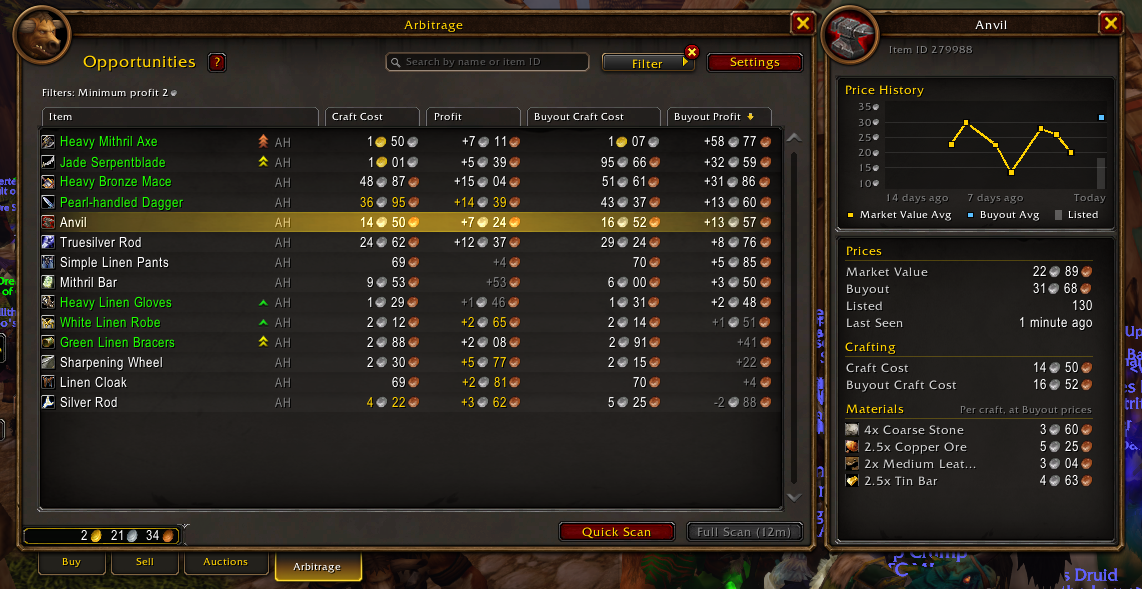 Arbitrage
Opportunities ?
Search by name or item ID
Filter
Settings
Filters: Minimum profit 2
Item Craft Cost Profit Buyout Craft Cost Buyout Profit
Heavy Mithril Axe AH 1 50 +7 11 1 07 +58 77
Jade Serpentblade AH 1 01 +5 39 95 66 +32 59
Heavy Bronze Mace AH 48 87 +15 04 51 61 +31 86
Pearl-handled Dagger AH 36 95 +14 39 43 37 +13 60
Anvil AH 14 50 +7 24 16 52 +13 57
Truesilver Rod AH 24 62 +12 37 29 24 +8 76
Simple Linen Pants AH 69 +4 70 +5 85
Mithril Bar AH 9 53 +53 6 00 +3 50
Heavy Linen Gloves AH 1 29 +1 46 1 31 +2 48
White Linen Robe AH 2 12 +2 65 2 14 +1 51
Green Linen Bracers AH 2 88 +2 08 2 91 +41
Sharpening Wheel AH 2 30 +5 77 2 15 +22
Linen Cloak AH 69 +2 81 70 +4
Silver Rod AH 4 22 +3 62 5 25 -2 88
2 21 34
Quick Scan
Full Scan (12m)
Buy Sell Auctions Arbitrage
Anvil
Item ID 279988
Price History
35
30
25
20
15
10
14 days ago 7 days ago Today
Market Value Avg Buyout Avg Listed
Prices
Market Value 22 89
Buyout 31 68
Listed 130
Last Seen 1 minute ago
Crafting
Craft Cost 14 50
Buyout Craft Cost 16 52
Materials Per craft, at Buyout prices
4x Coarse Stone 3 60
2.5x Copper Ore 5 25
2x Medium Leat... 3 04
2.5x Tin Bar 4 63
s Druid